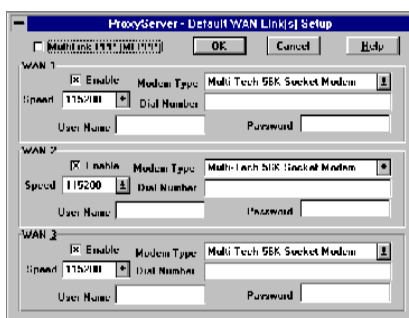 ProxyServer - Default WAN Link[s] Setup
MultiLink PPP [MLPPP] OK Cancel Help
WAN 1
Enable Modem Type Multi Tech 56K Socket Modem
Speed 115200 Dial Number
User Name Password
WAN 2
Enable Modem Type Multi-Tech 56K Socket Modem
Speed 115200 Dial Number
User Name Password
WAN 3
Enable Modem Type Multi Tech 56K Socket Modem
Speed 115200 Dial Number
User Name Password